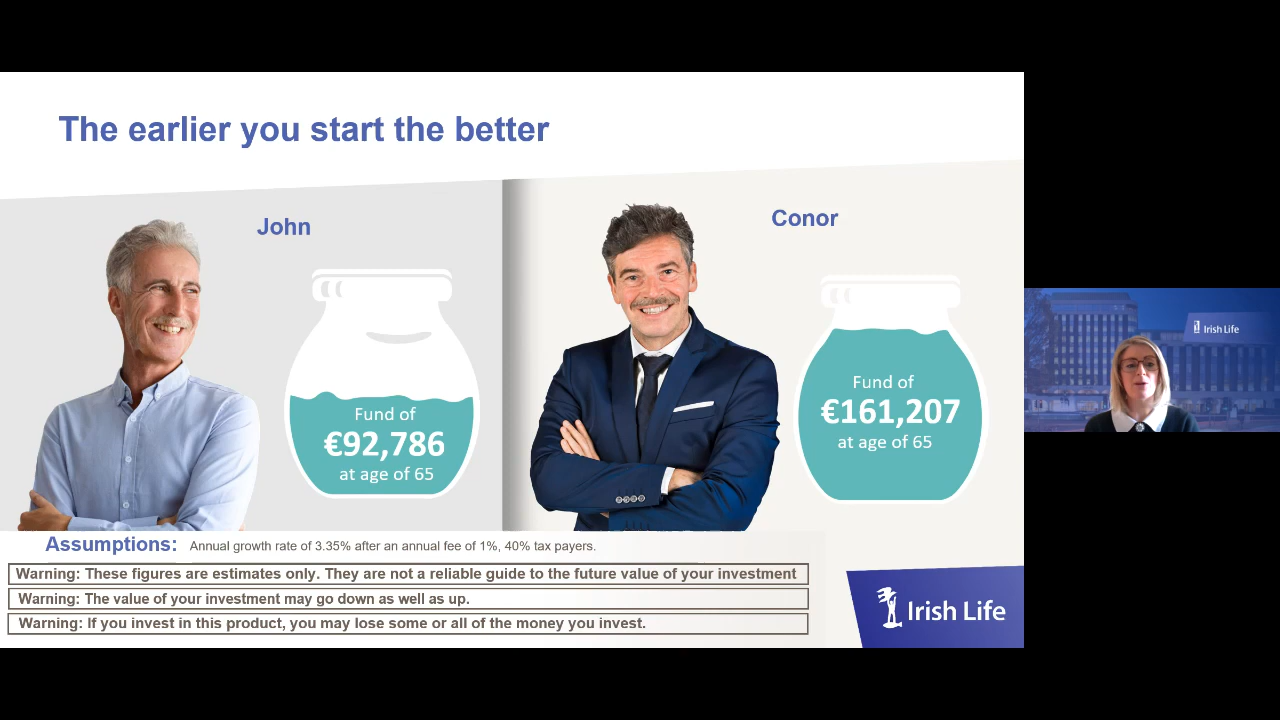 The earlier you start the better
John
Conor
Fund of
€92,786
at age of 65
Fund of
€161,207
at age of 65
Irish Life
Assumptions: Annual growth rate of 3.35% after an annual fee of 1%, 40% tax payers.
Warning: These figures are estimates only. They are not a reliable guide to the future value of your investment
Warning: The value of your investment may go down as well as up.
Warning: If you invest in this product, you may lose some or all of the money you invest.
Irish Life